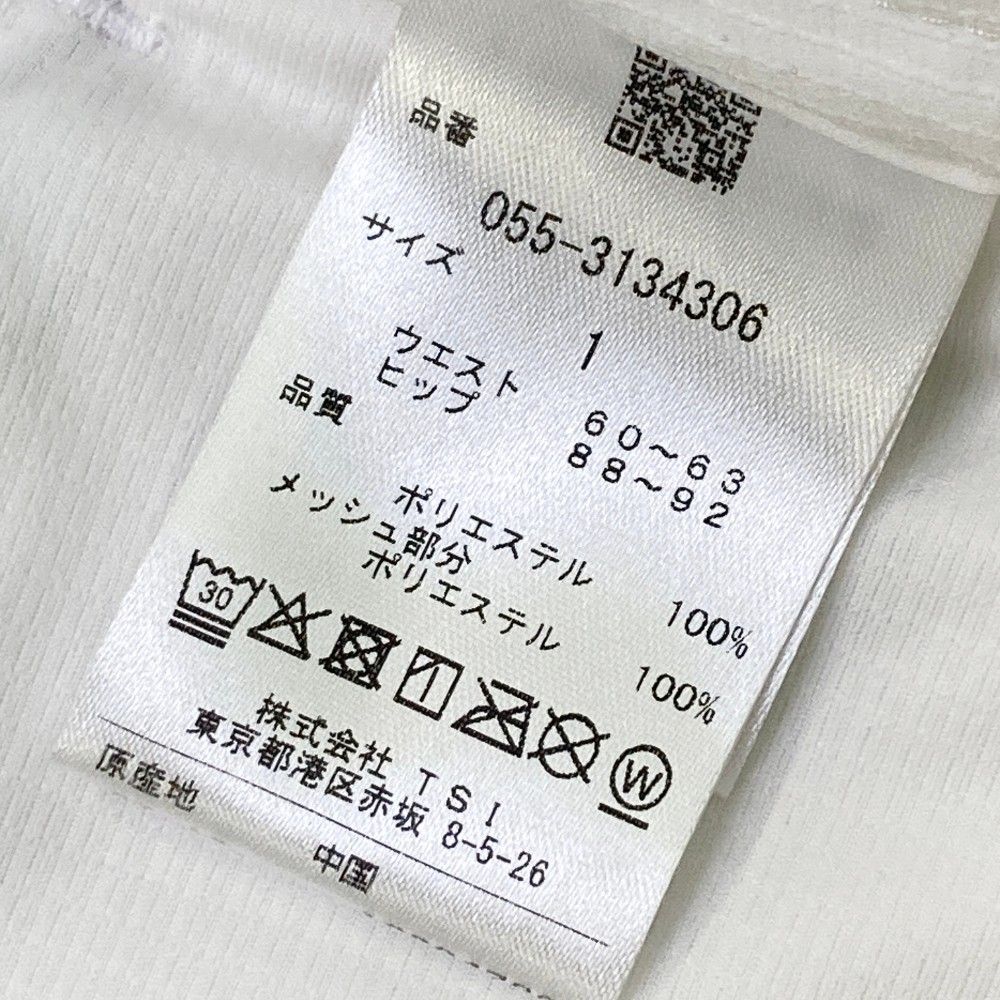 品番
055-3134306
サイズ
1
ウエスト 60~63
ヒップ 88~92
品質
ポリエステル 100%
メッシュ部分
ポリエステル 100%
30
W
株式会社 TSI
東京都港区赤坂 8-5-26
原産地
中国